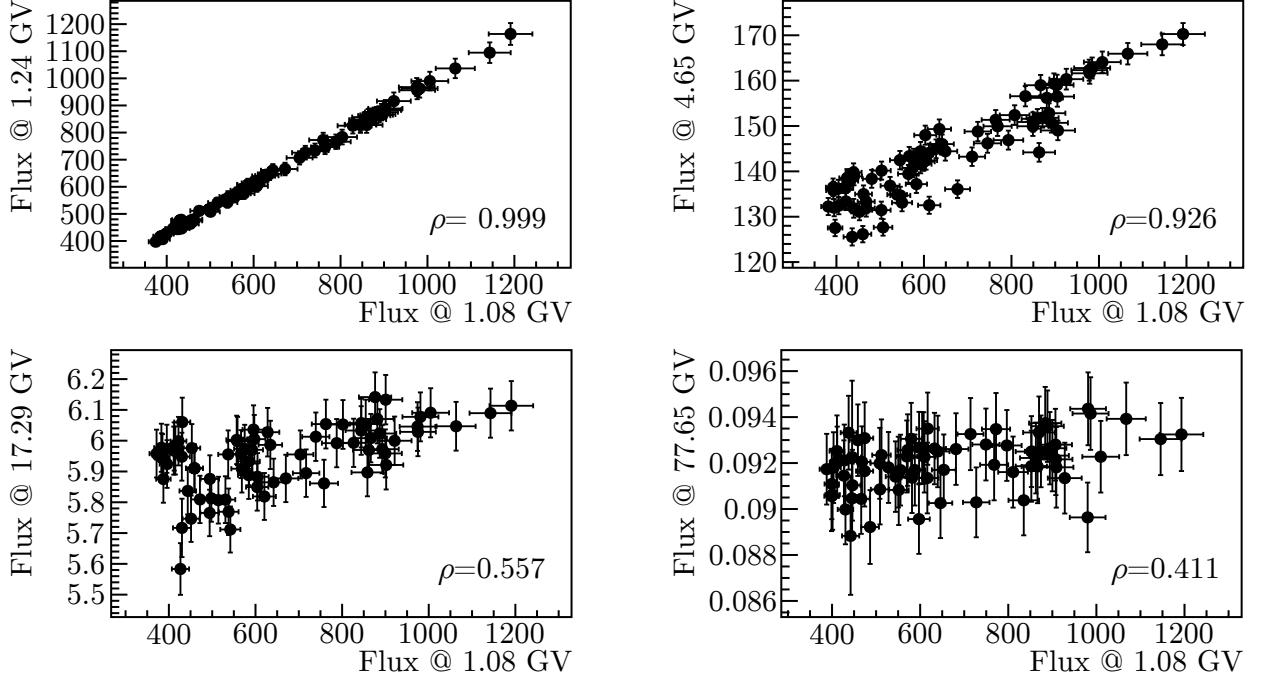 Flux @ 1.24 GV
1200
1100
1000
900
800
700
600
500
400
ρ= 0.999
400 600 800 1000 1200
Flux @ 1.08 GV
Flux @ 4.65 GV
170
160
150
140
130
120
ρ=0.926
400 600 800 1000 1200
Flux @ 1.08 GV
Flux @ 17.29 GV
6.2
6.1
6
5.9
5.8
5.7
5.6
5.5
ρ=0.557
400 600 800 1000 1200
Flux @ 1.08 GV
Flux @ 77.65 GV
0.096
0.094
0.092
0.09
0.088
0.086
ρ=0.411
400 600 800 1000 1200
Flux @ 1.08 GV